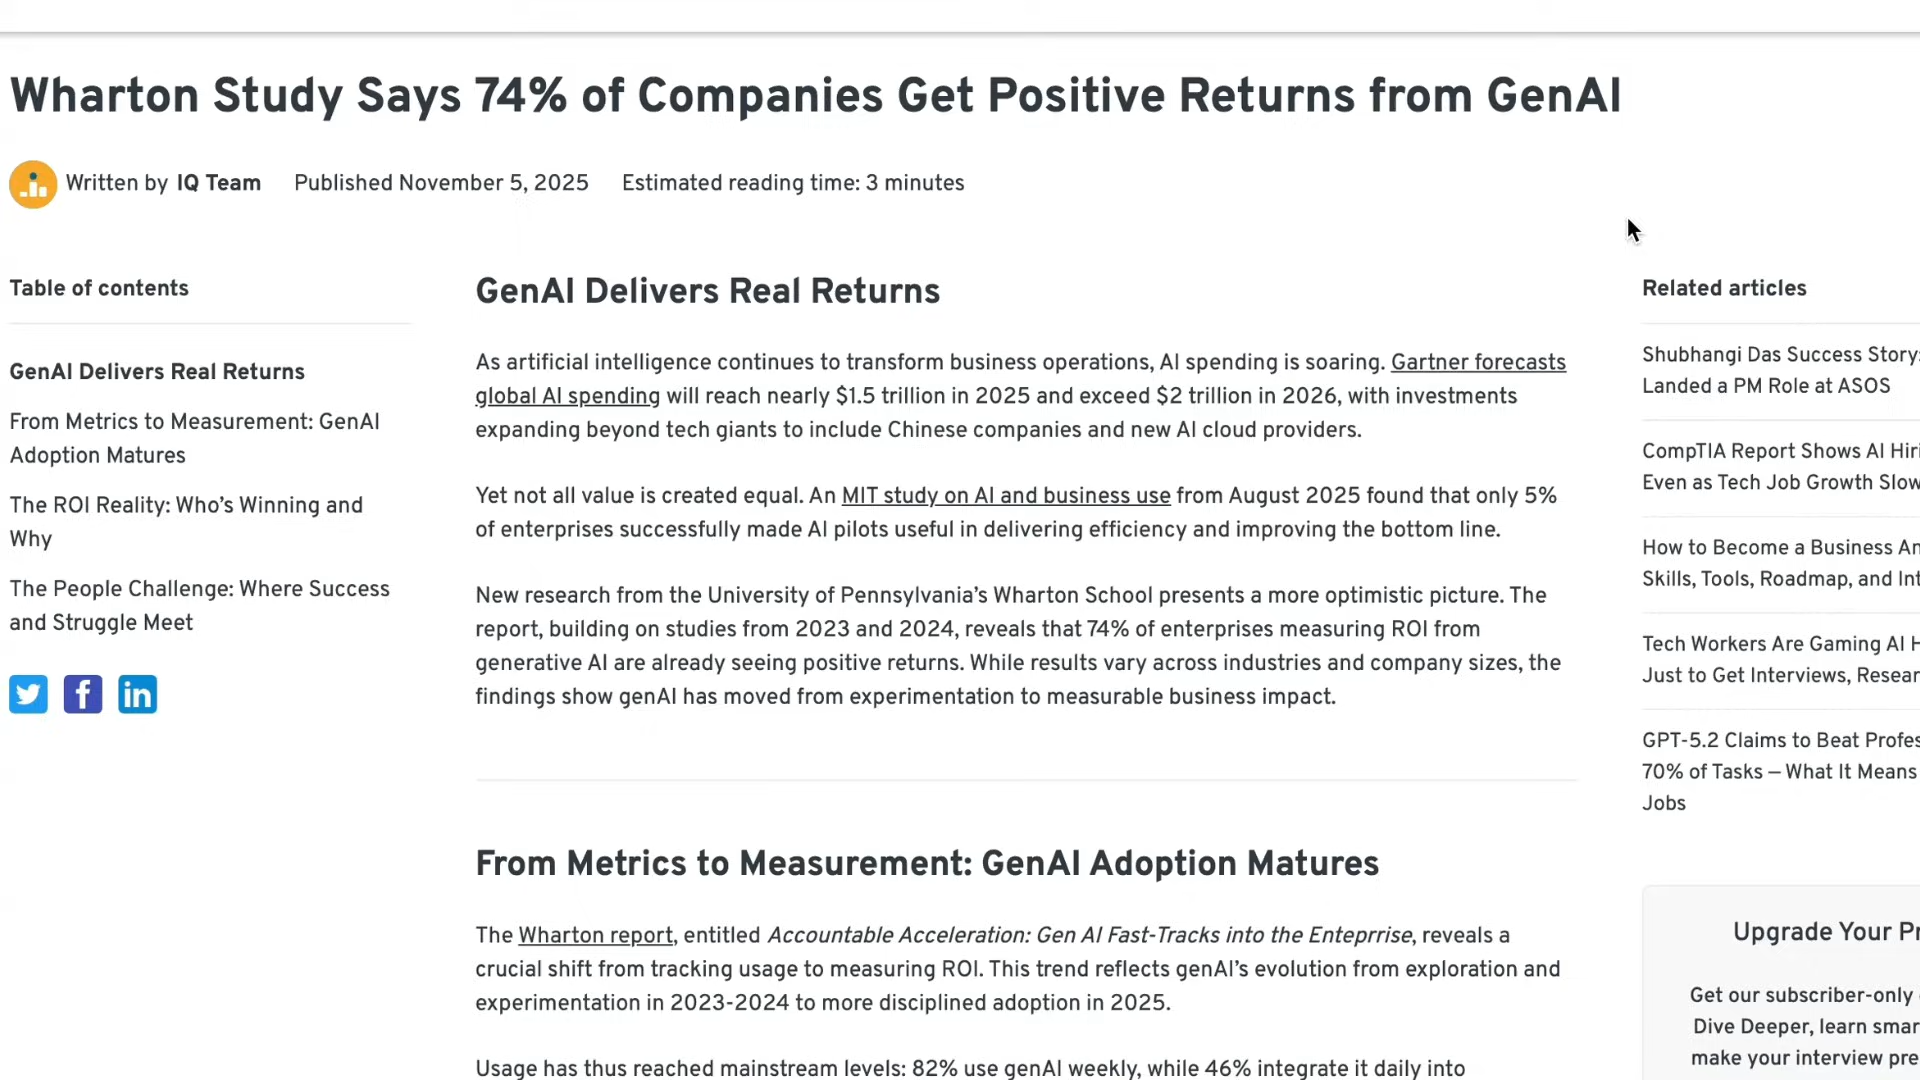 Wharton Study Says 74% of Companies Get Positive Returns from GenAI
Written by IQ Team Published November 5, 2025 Estimated reading time: 3 minutes
Table of contents
GenAI Delivers Real Returns
From Metrics to Measurement: GenAI
Adoption Matures
The ROI Reality: Who’s Winning and
Why
The People Challenge: Where Success
and Struggle Meet
GenAI Delivers Real Returns
As artificial intelligence continues to transform business operations, AI spending is soaring. Gartner forecasts
global AI spending will reach nearly $1.5 trillion in 2025 and exceed $2 trillion in 2026, with investments
expanding beyond tech giants to include Chinese companies and new AI cloud providers.
Yet not all value is created equal. An MIT study on AI and business use from August 2025 found that only 5%
of enterprises successfully made AI pilots useful in delivering efficiency and improving the bottom line.
New research from the University of Pennsylvania’s Wharton School presents a more optimistic picture. The
report, building on studies from 2023 and 2024, reveals that 74% of enterprises measuring ROI from
generative AI are already seeing positive returns. While results vary across industries and company sizes, the
findings show genAI has moved from experimentation to measurable business impact.
From Metrics to Measurement: GenAI Adoption Matures
The Wharton report, entitled Accountable Acceleration: Gen AI Fast-Tracks into the Enteprrise, reveals a
crucial shift from tracking usage to measuring ROI. This trend reflects genAI’s evolution from exploration and
experimentation in 2023-2024 to more disciplined adoption in 2025.
Usage has thus reached mainstream levels: 82% use genAI weekly, while 46% integrate it daily into
Related articles
Shubhangi Das Success Story:
Landed a PM Role at ASOS
CompTIA Report Shows AI Hiri
Even as Tech Job Growth Slow
How to Become a Business An
Skills, Tools, Roadmap, and Int
Tech Workers Are Gaming AI H
Just to Get Interviews, Resear
GPT-5.2 Claims to Beat Profes
70% of Tasks — What It Means
Jobs
Upgrade Your Pr
Get our subscriber-only
Dive Deeper, learn smar
make your interview pre